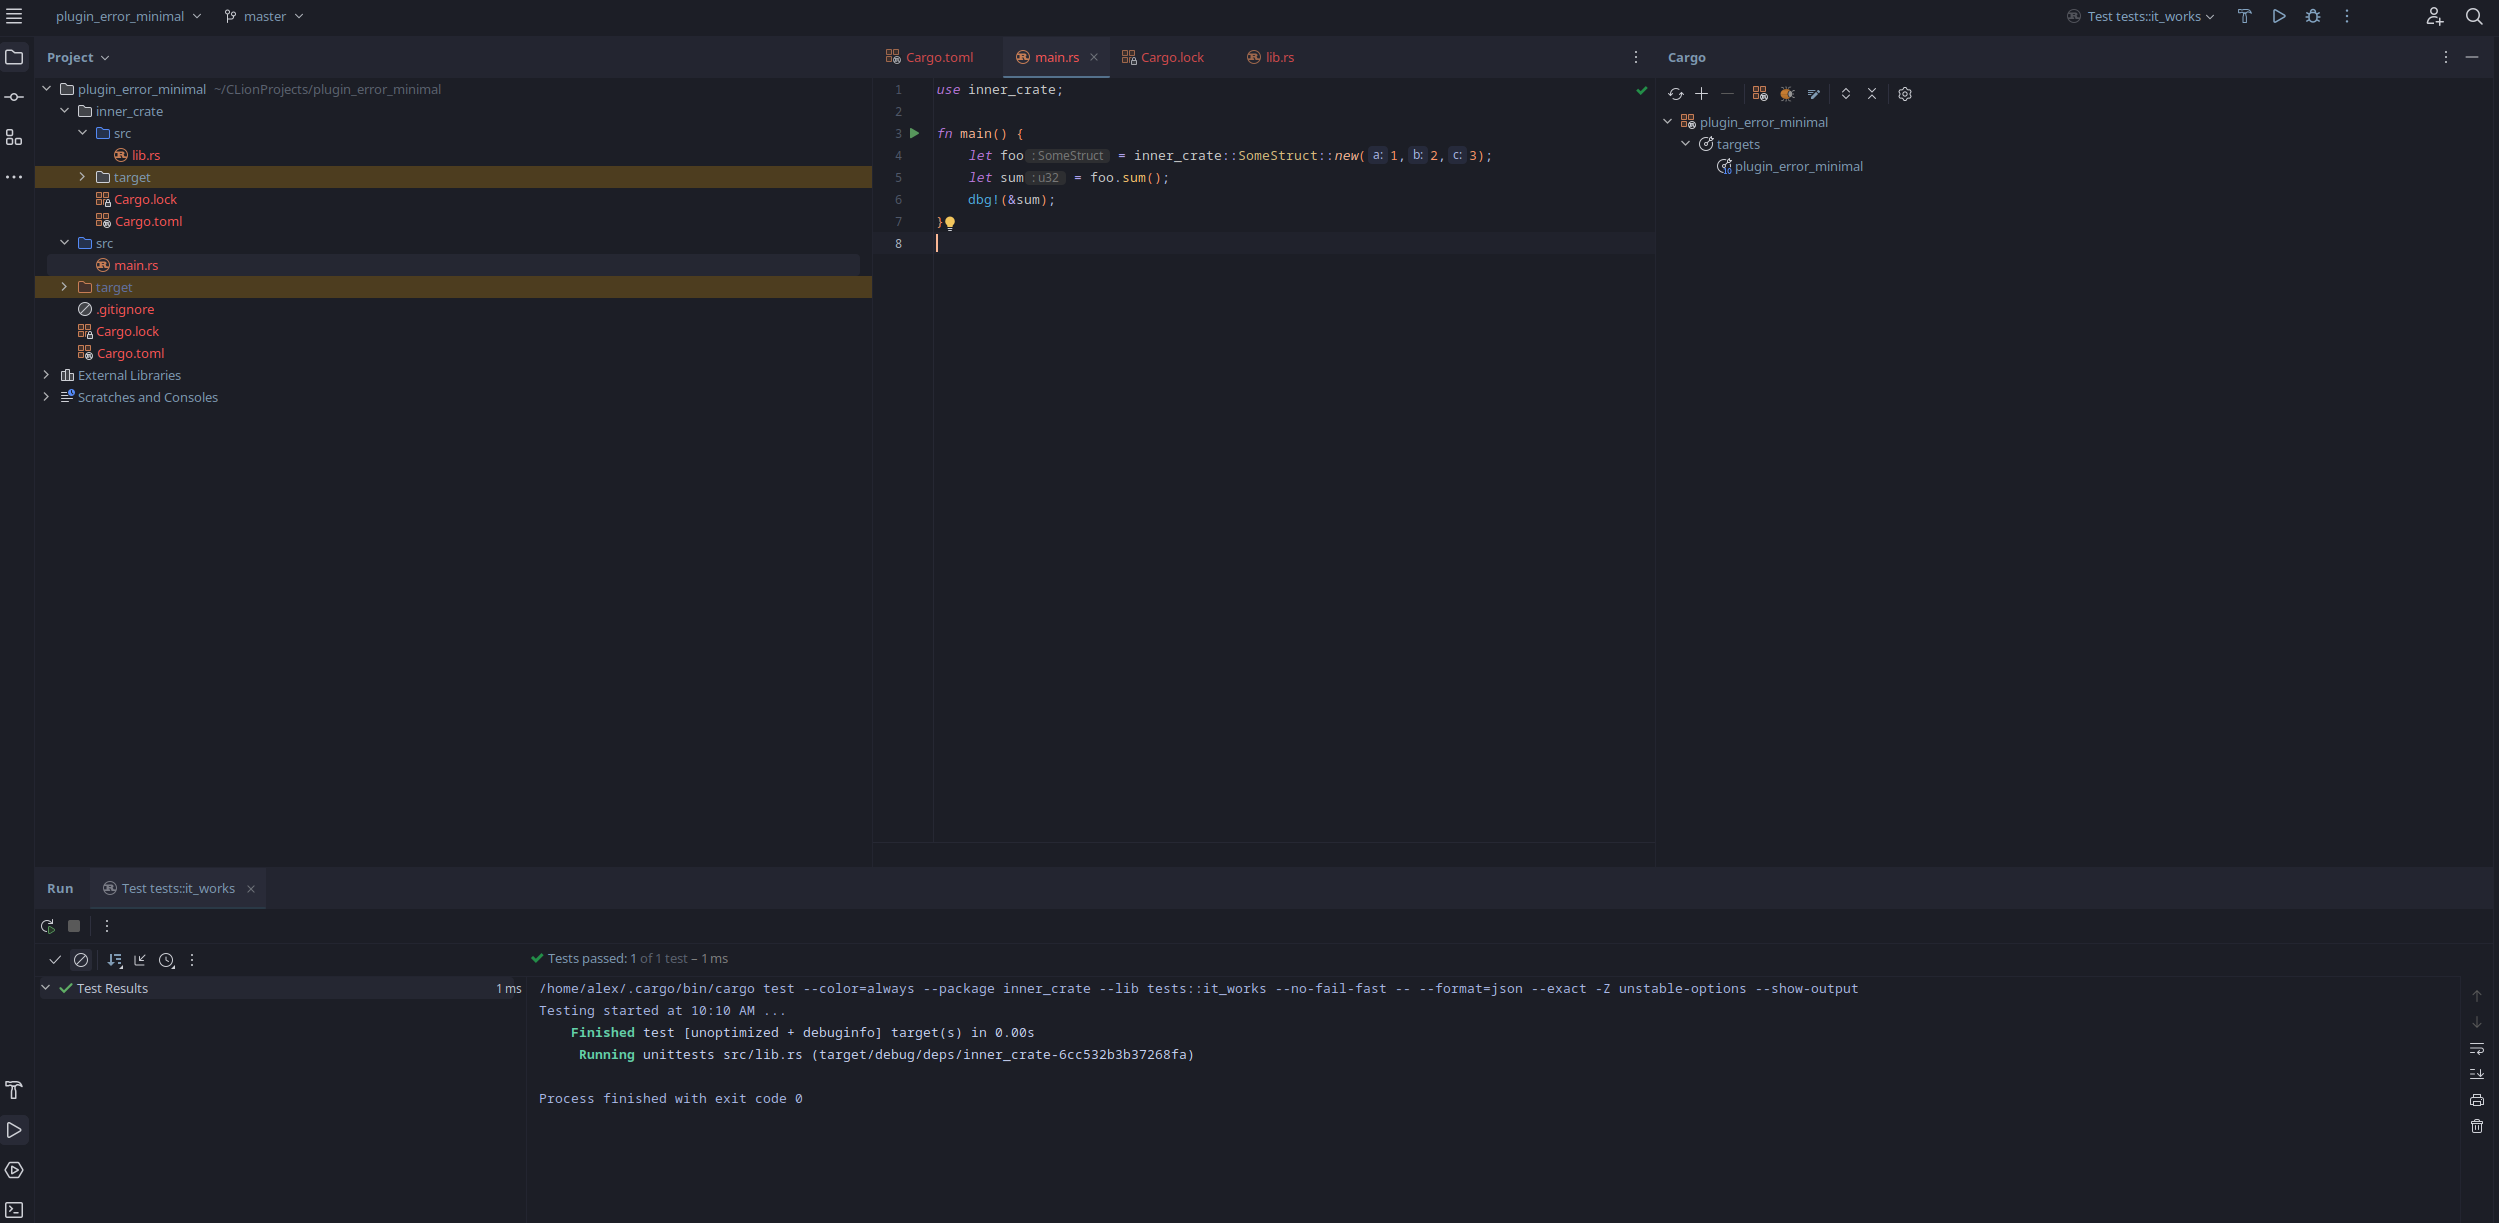 plugin_error_minimal master Test tests::it_works
Project
Cargo.toml main.rs Cargo.lock lib.rs
Cargo
plugin_error_minimal ~/CLionProjects/plugin_error_minimal
inner_crate
src
lib.rs
target
Cargo.lock
Cargo.toml
src
main.rs
target
.gitignore
Cargo.lock
Cargo.toml
External Libraries
Scratches and Consoles
1 use inner_crate;
2
3 fn main() {
4 let foo :SomeStruct = inner_crate::SomeStruct::new( a: 1, b: 2, c: 3);
5 let sum :u32 = foo.sum();
6 dbg!(&sum);
7 }
8
plugin_error_minimal
targets
plugin_error_minimal
Run Test tests::it_works
Tests passed: 1 of 1 test – 1 ms
Test Results 1 ms
/home/alex/.cargo/bin/cargo test --color=always --package inner_crate --lib tests::it_works --no-fail-fast -- --format=json --exact -Z unstable-options --show-output
Testing started at 10:10 AM ...
Finished test [unoptimized + debuginfo] target(s) in 0.00s
Running unittests src/lib.rs (target/debug/deps/inner_crate-6cc532b3b37268fa)
Process finished with exit code 0